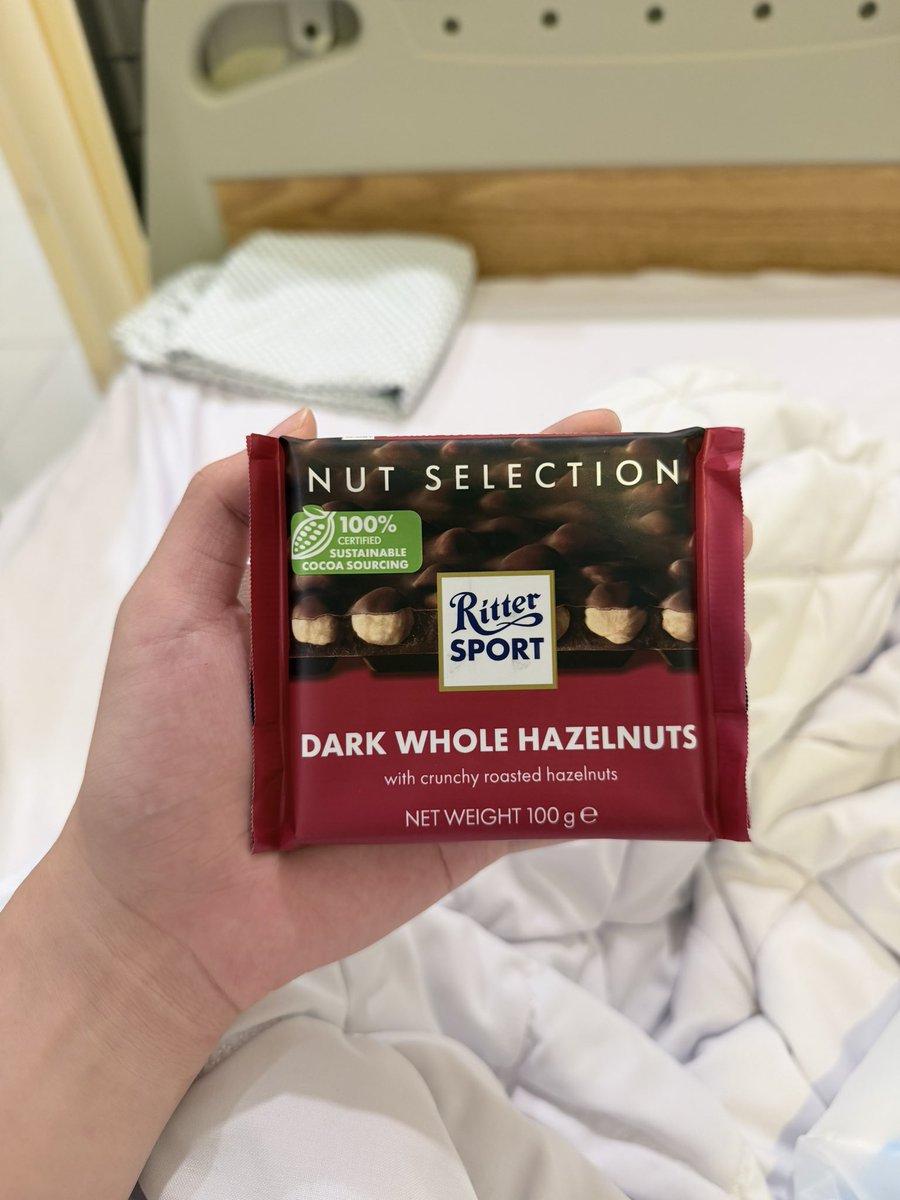 NUT SELECTION
100%
CERTIFIED
SUSTAINABLE
COCOA SOURCING
Ritter
SPORT
DARK WHOLE HAZELNUTS
with crunchy roasted hazelnuts
NET WEIGHT 100 g ℮